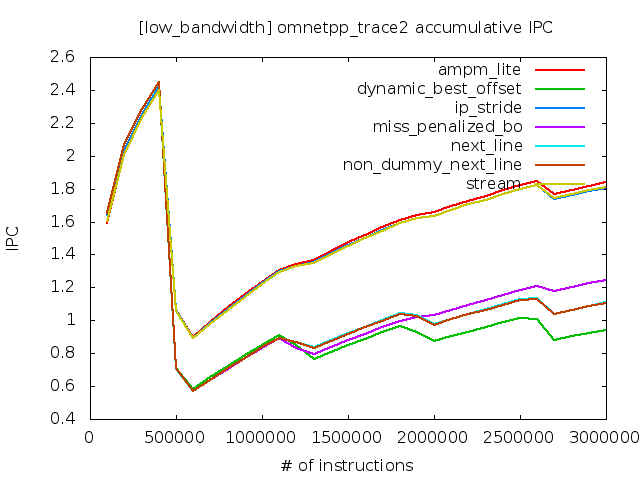 [low_bandwidth] omnetpp_trace2 accumulative IPC
2.6
2.4
2.2
2
1.8
1.6
1.4
1.2
1
0.8
0.6
0.4
IPC
ampm_lite
dynamic_best_offset
ip_stride
miss_penalized_bo
next_line
non_dummy_next_line
stream
0 500000 1000000 1500000 2000000 2500000 3000000
# of instructions